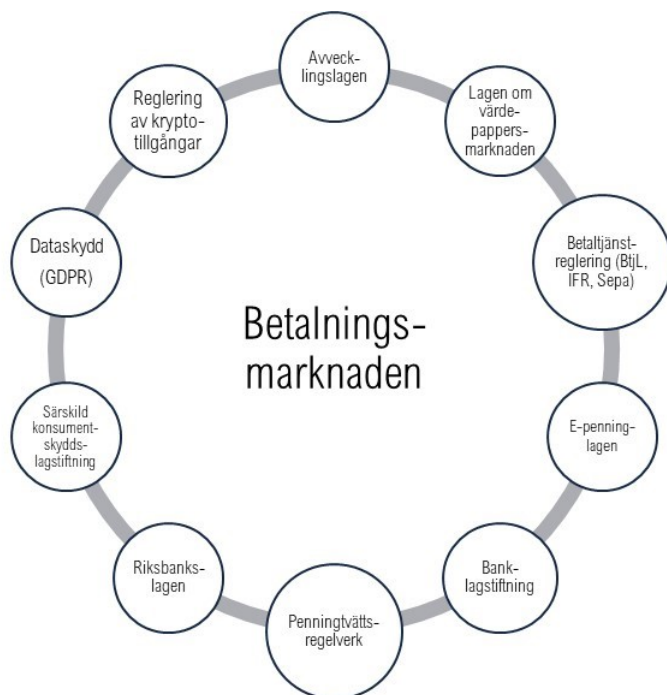 Avveck-
lingslagen
Lagen om
värde-
pappers-
marknaden
Betaltjänst-
reglering (BtjL,
IFR, Sepa)
E-penning-
lagen
Bank-
lagstiftning
Penningtvätts-
regelverk
Riksbanks-
lagen
Särskild
konsument-
skydds-
lagstiftning
Dataskydd
(GDPR)
Reglering
av krypto-
tillgångar
Betalnings-
marknaden